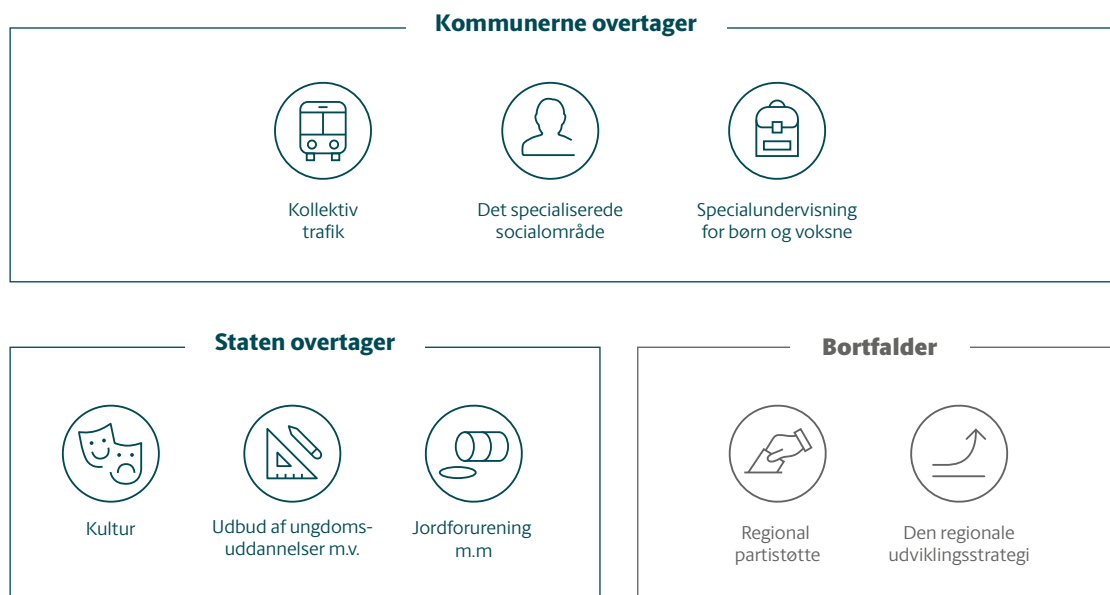 Kommunerne overtager
Kollektiv
trafik
Det specialiserede
socialområde
Specialundervisning
for børn og voksne
Staten overtager
Kultur
Udbud af ungdoms-
uddannelser m.v.
Jordforurening
m.m
Bortfalder
Regional
partistøtte
Den regionale
udviklingsstrategi